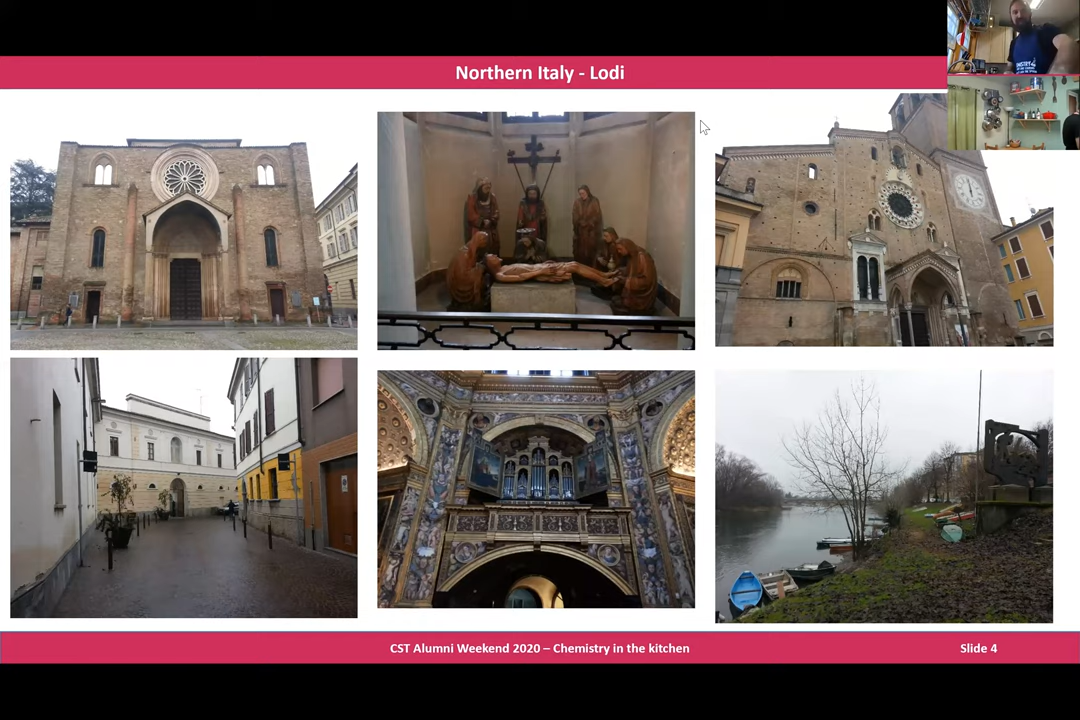 Northern Italy - Lodi
CST Alumni Weekend 2020 – Chemistry in the kitchen
Slide 4